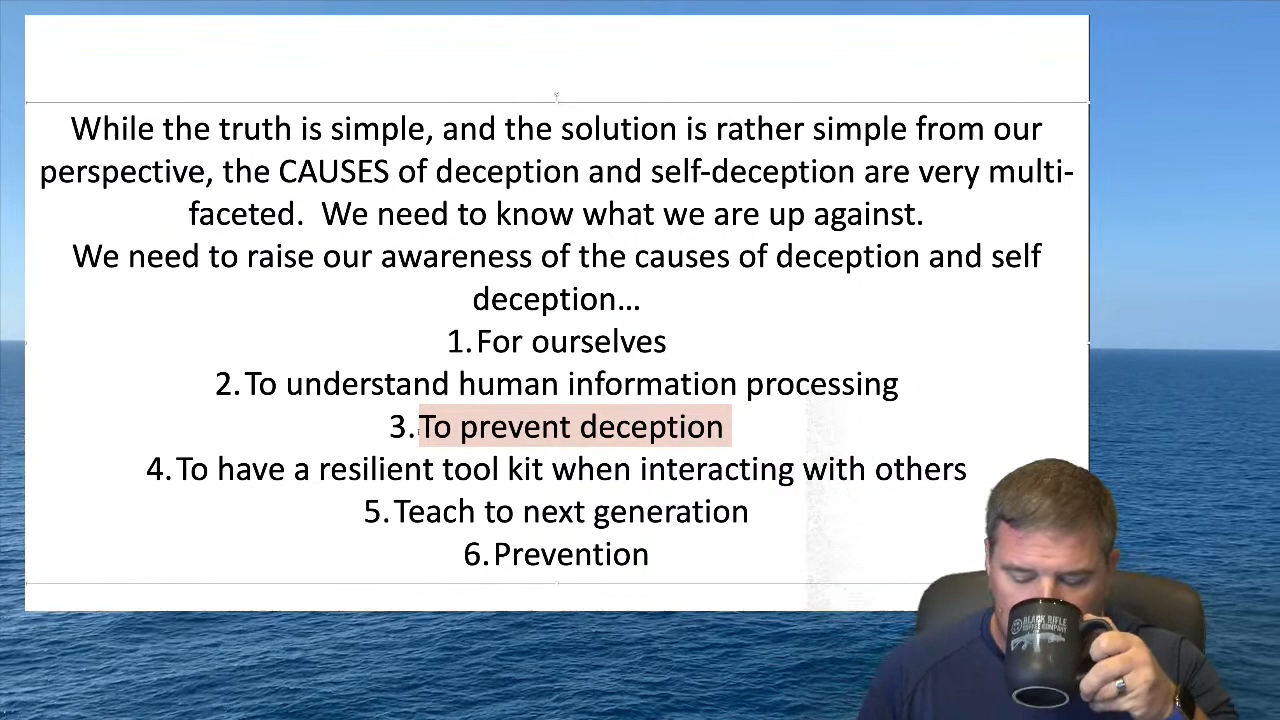 While the truth is simple, and the solution is rather simple from our
perspective, the CAUSES of deception and self-deception are very multi-
faceted.  We need to know what we are up against.
We need to raise our awareness of the causes of deception and self
deception…
1. For ourselves
2. To understand human information processing
3. To prevent deception
4. To have a resilient tool kit when interacting with others
5. Teach to next generation
6. Prevention
BLACK RIFLE
COFFEE COMPANY